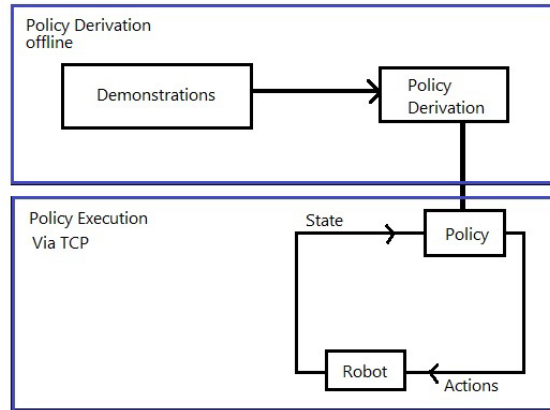 Policy Derivation
offline
Demonstrations
Policy
Derivation
Policy Execution
Via TCP
State
Policy
Robot
Actions